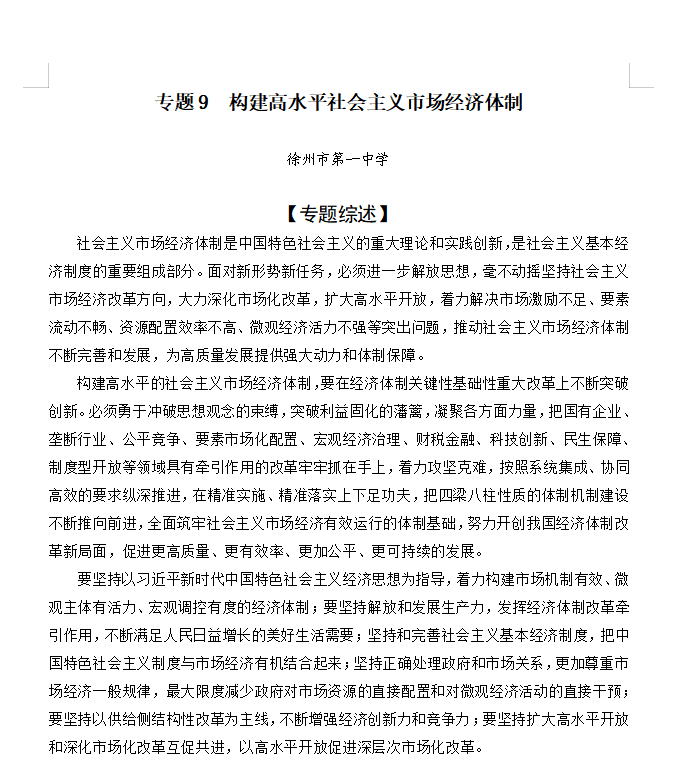 专题 9　构建高水平社会主义市场经济体制
徐州市第一中学
【专题综述】
社会主义市场经济体制是中国特色社会主义的重大理论和实践创新，是社会主义基本经
济制度的重要组成部分。面对新形势新任务，必须进一步解放思想，毫不动摇坚持社会主义
市场经济改革方向，大力深化市场化改革，扩大高水平开放，着力解决市场激励不足、要素
流动不畅、资源配置效率不高、微观经济活力不强等突出问题，推动社会主义市场经济体制
不断完善和发展，为高质量发展提供强大动力和体制保障。
构建高水平的社会主义市场经济体制，要在经济体制关键性基础性重大改革上不断突破
创新。必须勇于冲破思想观念的束缚，突破利益固化的藩篱，凝聚各方面力量，把国有企业、
垄断行业、公平竞争、要素市场化配置、宏观经济治理、财税金融、科技创新、民生保障、
制度型开放等领域具有牵引作用的改革牢牢抓在手上，着力攻坚克难，按照系统集成、协同
高效的要求纵深推进，在精准实施、精准落实上下足功夫，把四梁八柱性质的体制机制建设
不断推向前进，全面筑牢社会主义市场经济有效运行的体制基础，努力开创我国经济体制改
革新局面，促进更高质量、更有效率、更加公平、更可持续的发展。
要坚持以习近平新时代中国特色社会主义经济思想为指导，着力构建市场机制有效、微
观主体有活力、宏观调控有度的经济体制；要坚持解放和发展生产力，发挥经济体制改革牵
引作用，不断满足人民日益增长的美好生活需要；坚持和完善社会主义基本经济制度，把中
国特色社会主义制度与市场经济有机结合起来；坚持正确处理政府和市场关系，更加尊重市
场经济一般规律，最大限度减少政府对市场资源的直接配置和对微观经济活动的直接干预；
要坚持以供给侧结构性改革为主线，不断增强经济创新力和竞争力；要坚持扩大高水平开放
和深化市场化改革互促共进，以高水平开放促进深层次市场化改革。